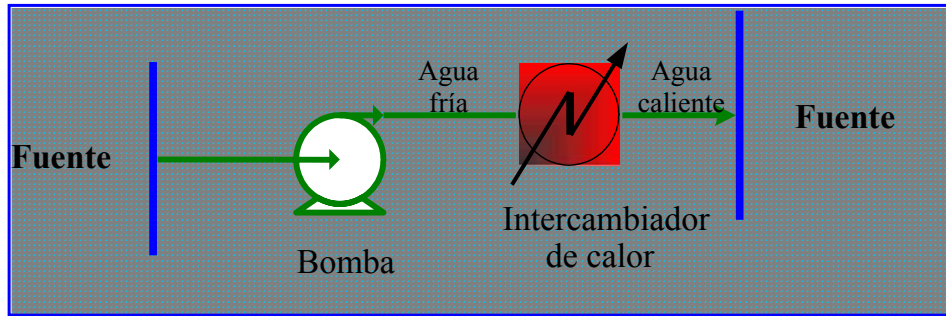 Fuente
Bomba
Agua
fría
Intercambiador
de calor
Agua
caliente
Fuente